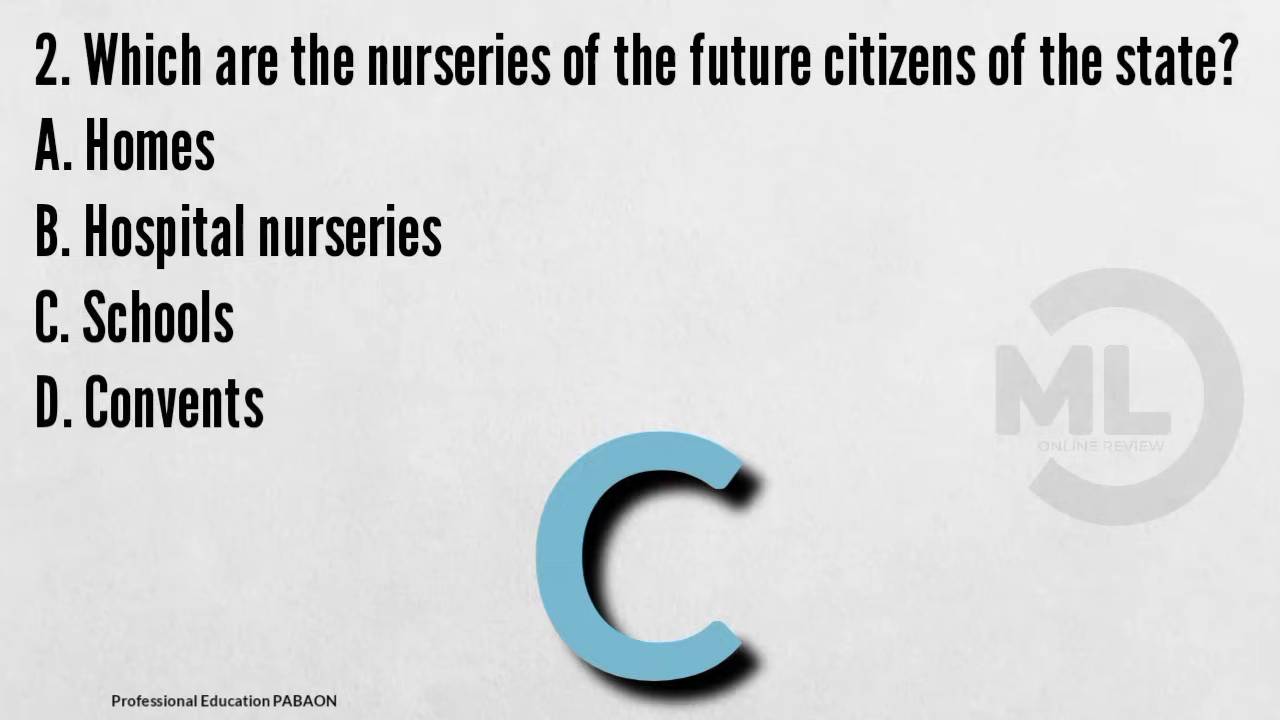 2. Which are the nurseries of the future citizens of the state?
A. Homes
B. Hospital nurseries
C. Schools
D. Convents
ML
ONLINE REVIEW
C
Professional Education PABAON